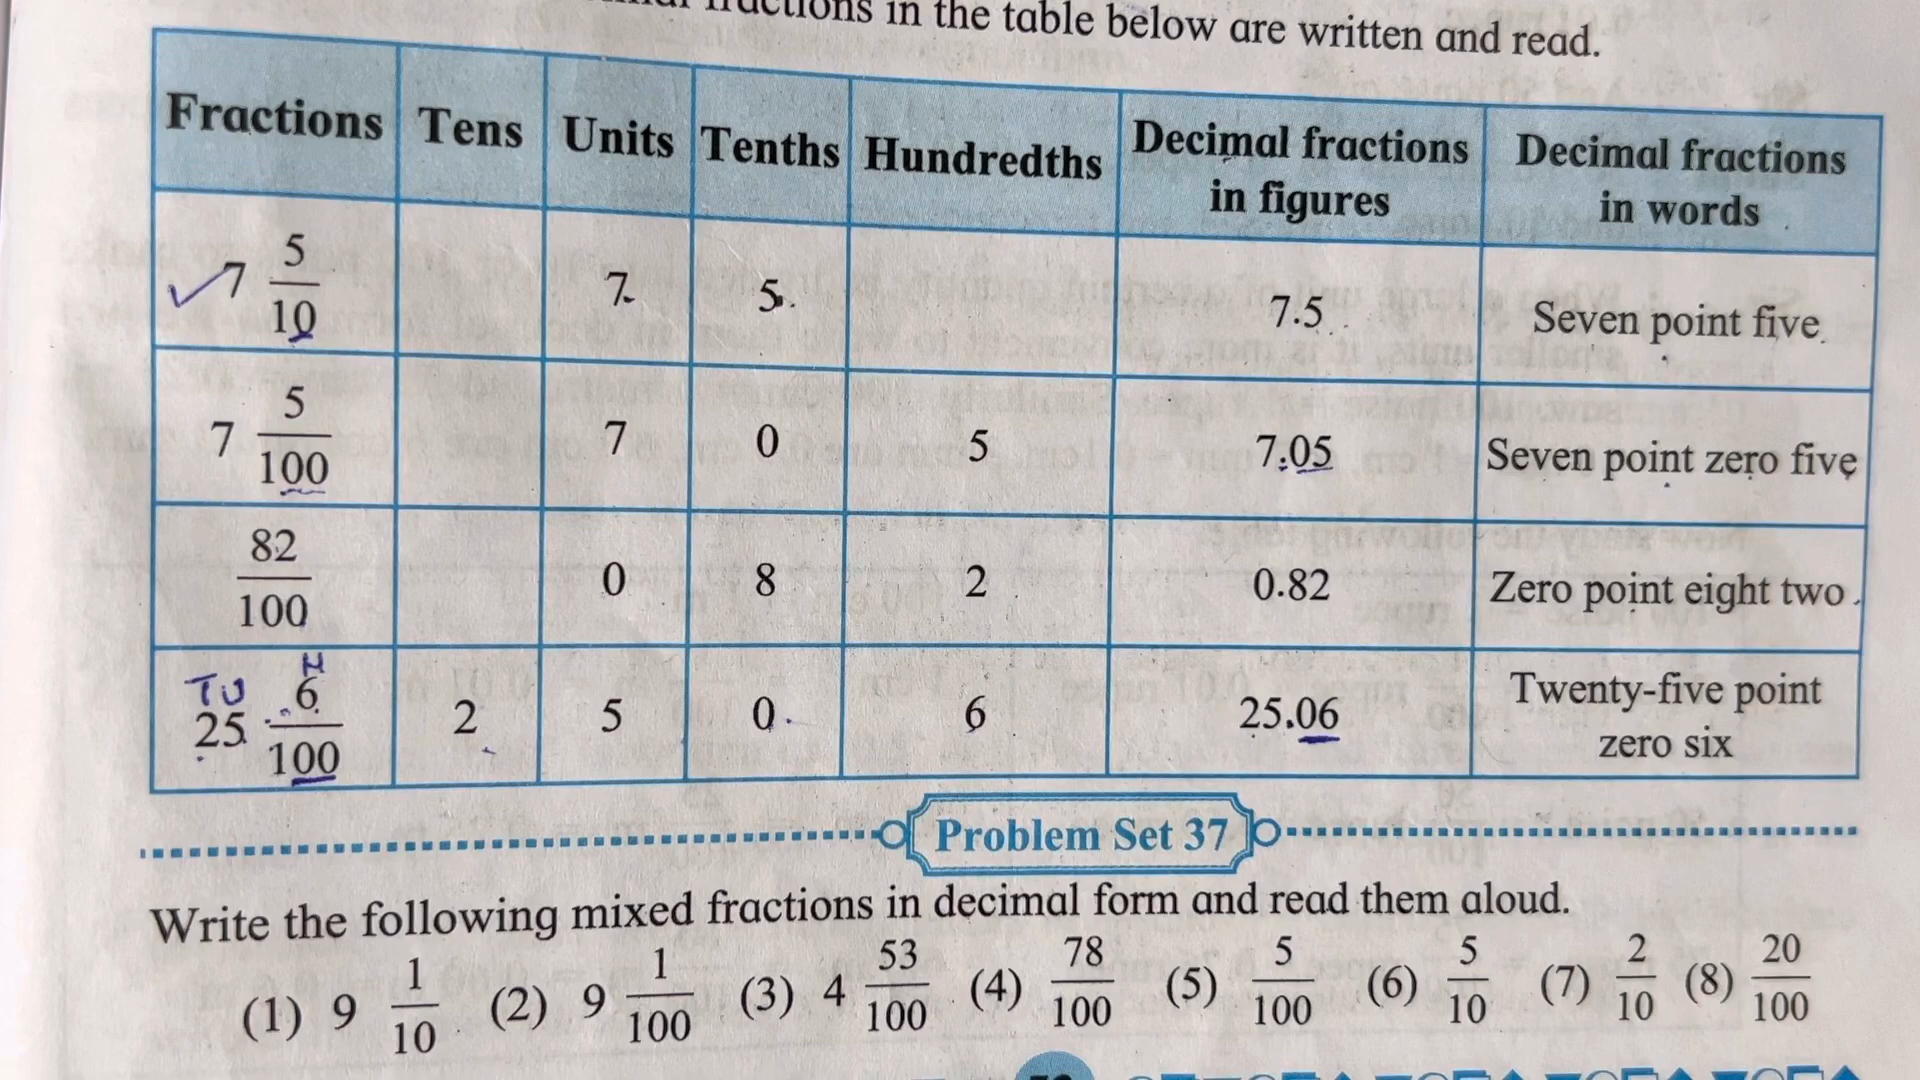 fractions in the table below are written and read.
Fractions Tens Units Tenths Hundredths Decimal fractions in figures Decimal fractions in words
7 5/10 7 5 7.5 Seven point five
7 5/100 7 0 5 7.05 Seven point zero five
82/100 0 8 2 0.82 Zero point eight two
TU H
25 6/100 2 5 0 6 25.06 Twenty-five point zero six
Problem Set 37
Write the following mixed fractions in decimal form and read them aloud.
(1) 9 1/10 (2) 9 1/100 (3) 4 53/100 (4) 78/100 (5) 5/100 (6) 5/10 (7) 2/10 (8) 20/100